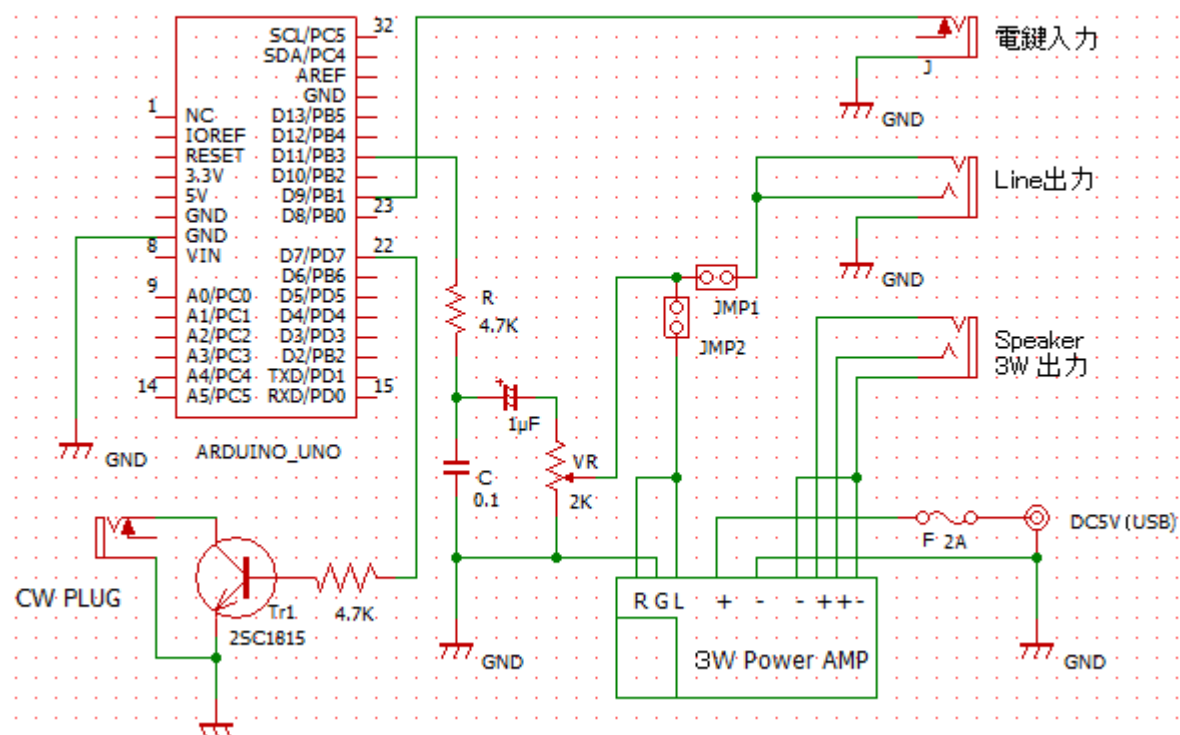 32
SCL/PC5
SDA/PC4
AREF
GND
1
NC
D13/PB5
IOREF
D12/PB4
RESET
D11/PB3
3.3V
D10/PB2
5V
D9/PB1
GND
D8/PB0
23
GND
8
VIN
D7/PD7
22
D6/PB6
9
A0/PC0
D5/PD5
A1/PC1
D4/PD4
A2/PC2
D3/PD3
A3/PC3
D2/PB2
14
A4/PC4
TXD/PD1
15
A5/PC5
RXD/PD0
ARDUINO_UNO
GND
電鍵入力
J
GND
Line出力
GND
JMP1
JMP2
Speaker
3W 出力
R
4.7K
+
1µF
C
0.1
VR
2K
F 2A
DC5V (USB)
R G L + - - + + -
3W Power AMP
GND
GND
CW PLUG
Tr1
2SC1815
4.7K